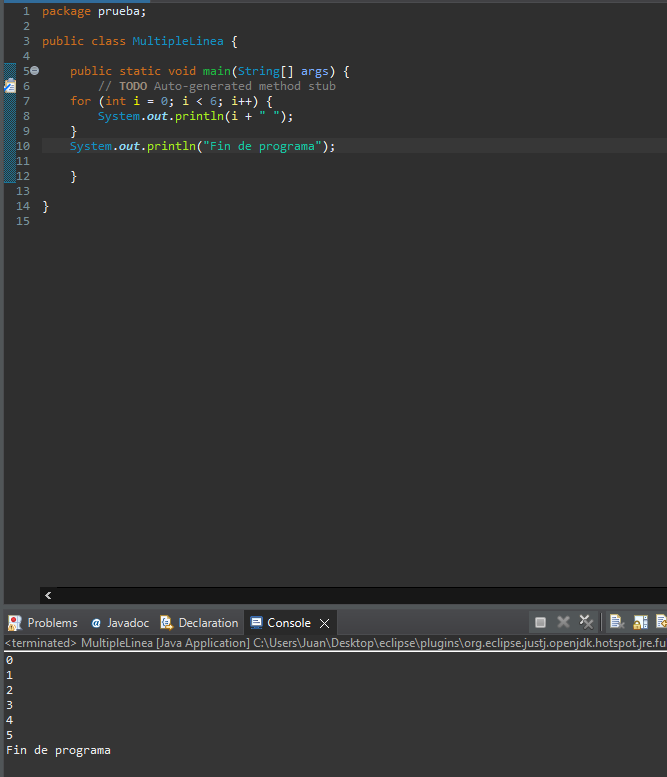 1 package prueba;
2
3 public class MultipleLinea {
4
5 public static void main(String[] args) {
6 // TODO Auto-generated method stub
7 for (int i = 0; i < 6; i++) {
8 System.out.println(i + " ");
9 }
10 System.out.println("Fin de programa");
11
12 }
13
14 }
15
Problems @ Javadoc Declaration Console
<terminated> MultipleLinea [Java Application] C:\Users\Juan\Desktop\eclipse\plugins\org.eclipse.justj.openjdk.hotspot.jre.fu
0
1
2
3
4
5
Fin de programa